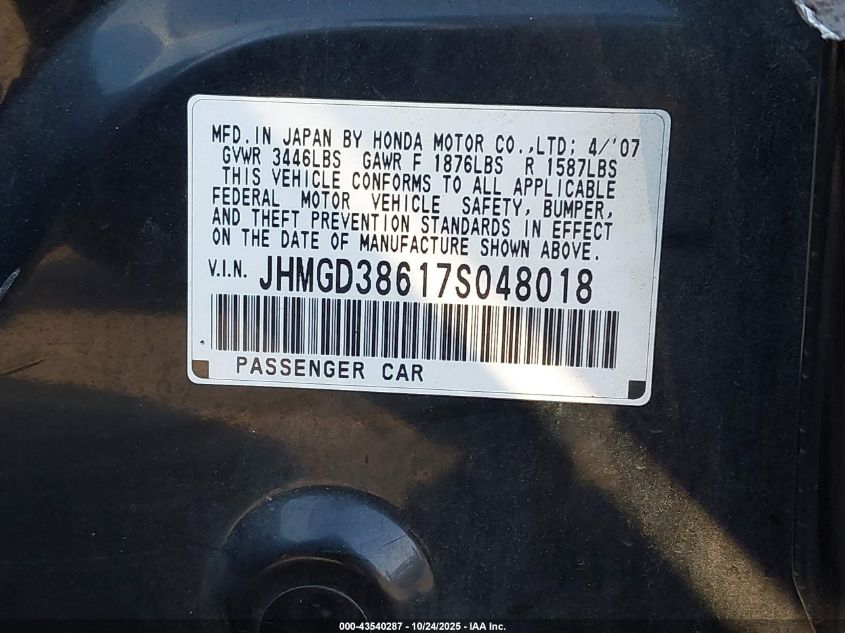 MFD. IN JAPAN BY HONDA MOTOR CO.,LTD; 4/'07
GVWR 3446LBS GAWR F 1876LBS R 1587LBS
THIS VEHICLE CONFORMS TO ALL APPLICABLE
FEDERAL MOTOR VEHICLE SAFETY, BUMPER,
AND THEFT PREVENTION STANDARDS IN EFFECT
ON THE DATE OF MANUFACTURE SHOWN ABOVE.
V.I.N. JHMGD38617S048018
PASSENGER CAR
000-43540287 - 10/24/2025 - IAA Inc.